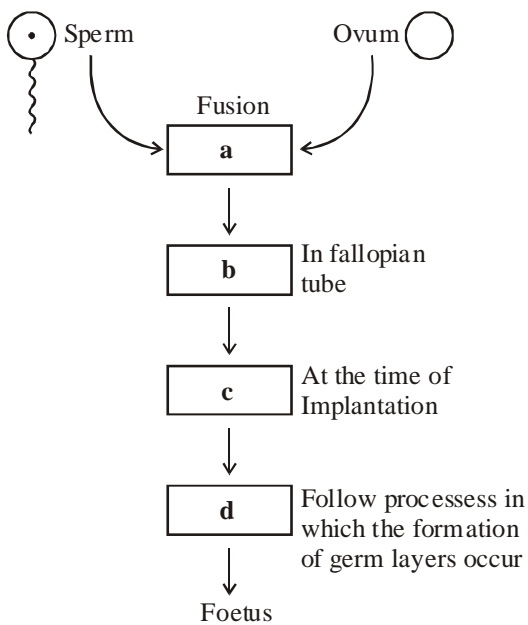 Sperm
Ovum
Fusion
a
b
In fallopian
tube
c
At the time of
Implantation
d
Follow processess in
which the formation
of germ layers occur
Foetus